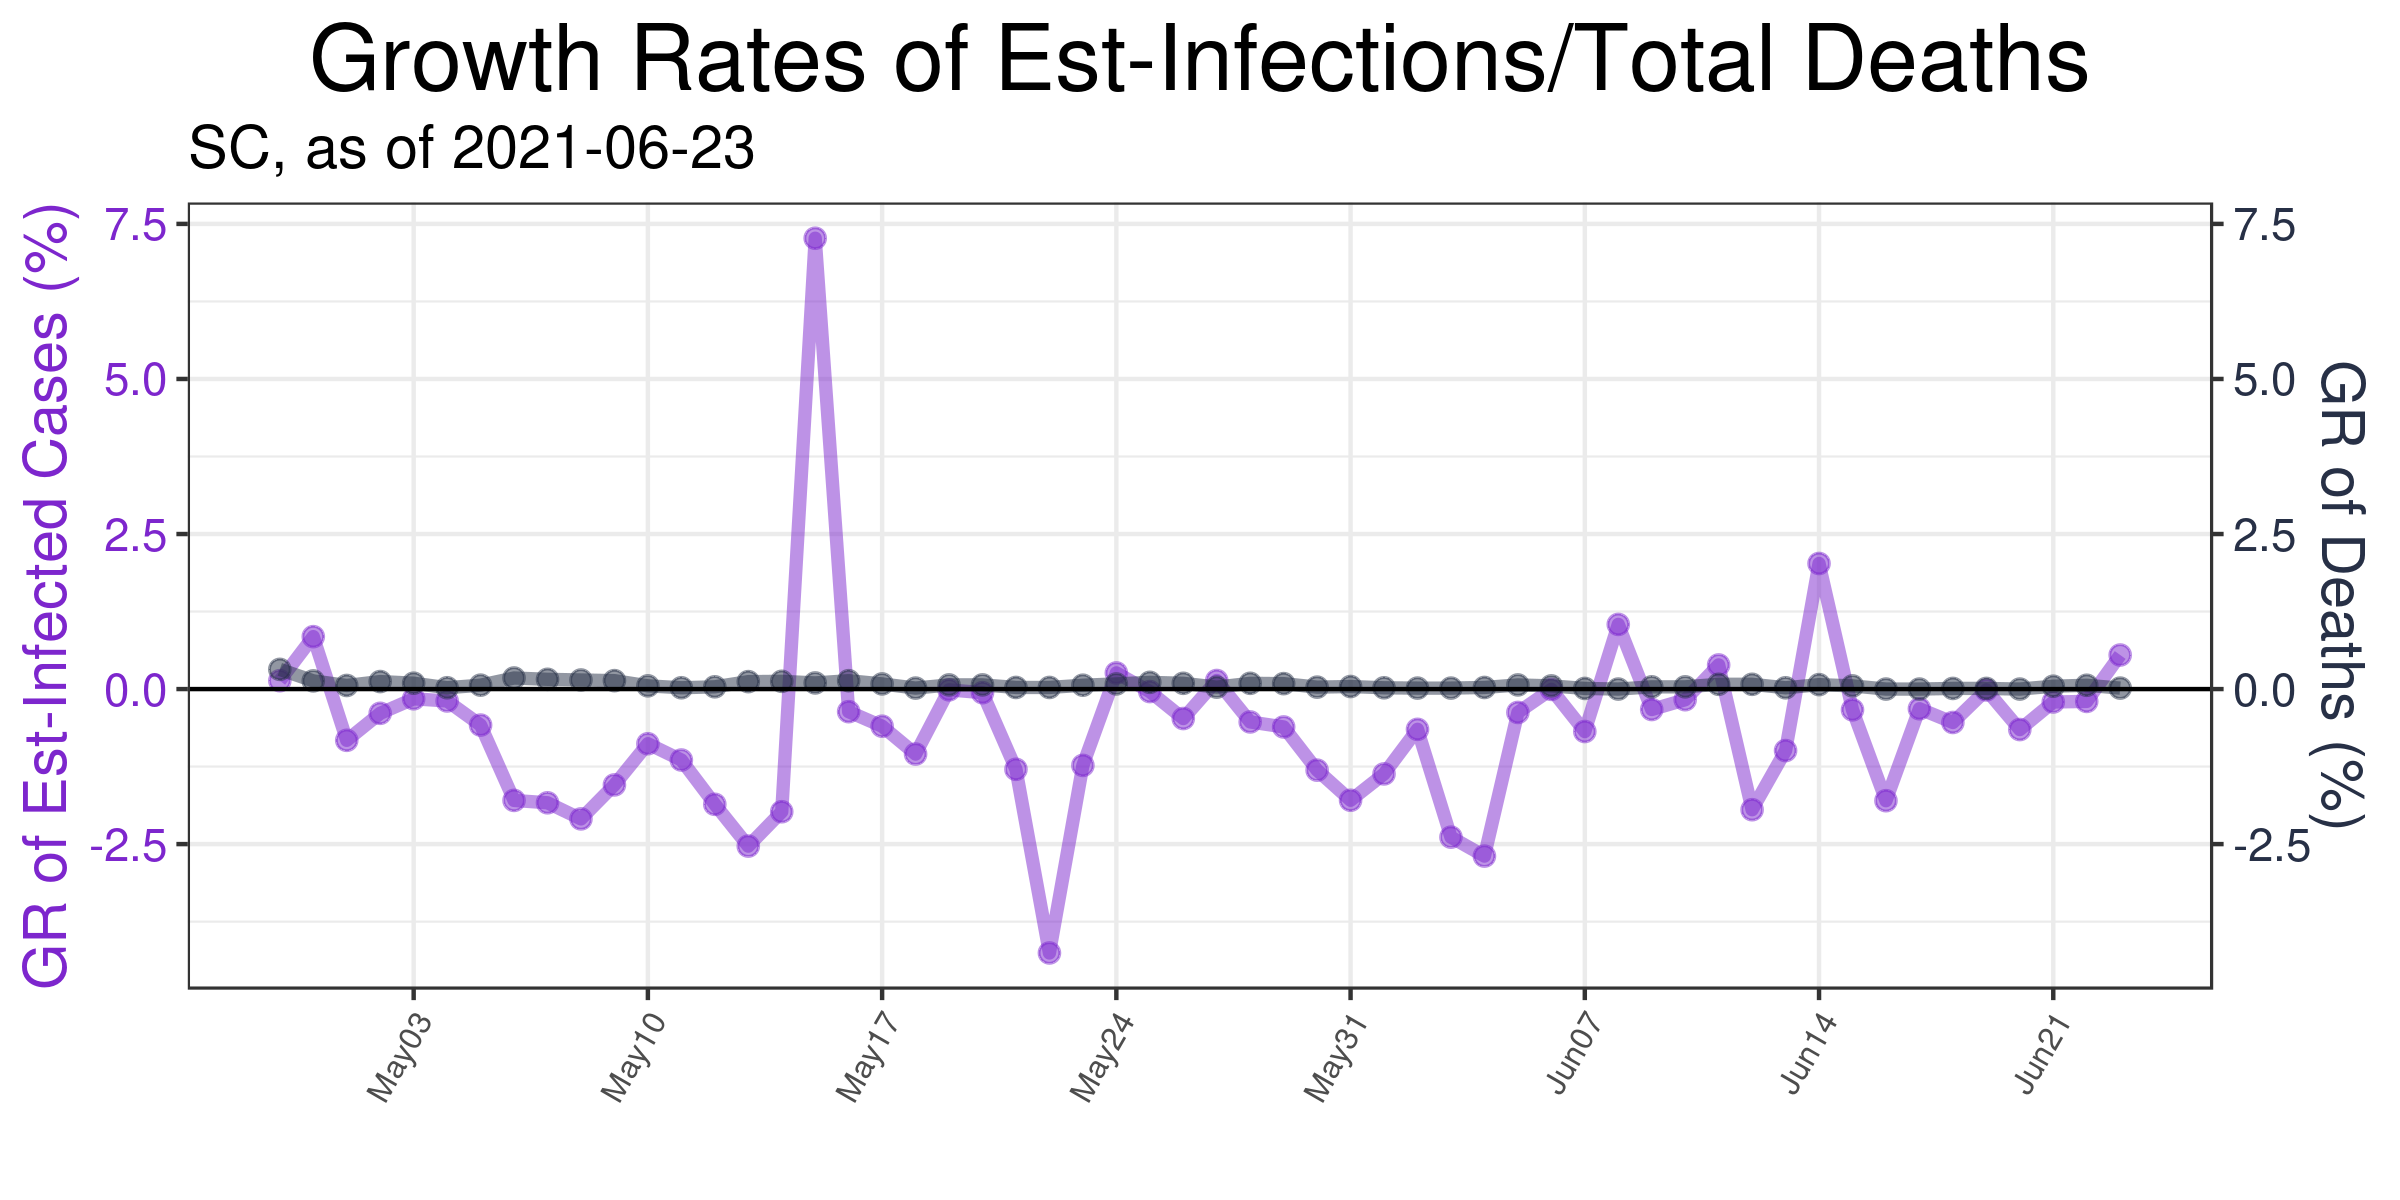 Growth Rates of Est-Infections/Total Deaths
SC, as of 2021-06-23
GR of Est-Infected Cases (%)
7.5
5.0
2.5
0.0
-2.5
7.5
5.0
2.5
0.0
-2.5
GR of Deaths (%)
May03
May10
May17
May24
May31
Jun07
Jun14
Jun21